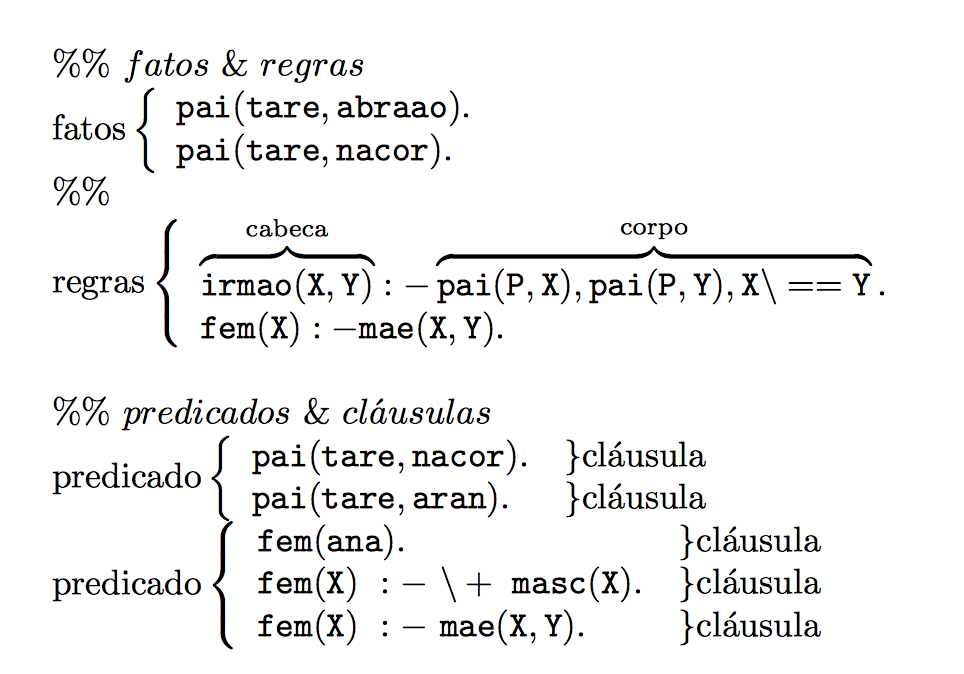 %% fatos & regras
fatos { pai(tare, abraao).
pai(tare, nacor).
%%
cabeca corpo
regras { irmao(X, Y) : − pai(P, X), pai(P, Y), X\ == Y .
fem(X) : −mae(X, Y).
%% predicados & cláusulas
predicado { pai(tare, nacor). }cláusula
pai(tare, aran). }cláusula
predicado { fem(ana). }cláusula
fem(X) : − \ + masc(X). }cláusula
fem(X) : − mae(X, Y). }cláusula